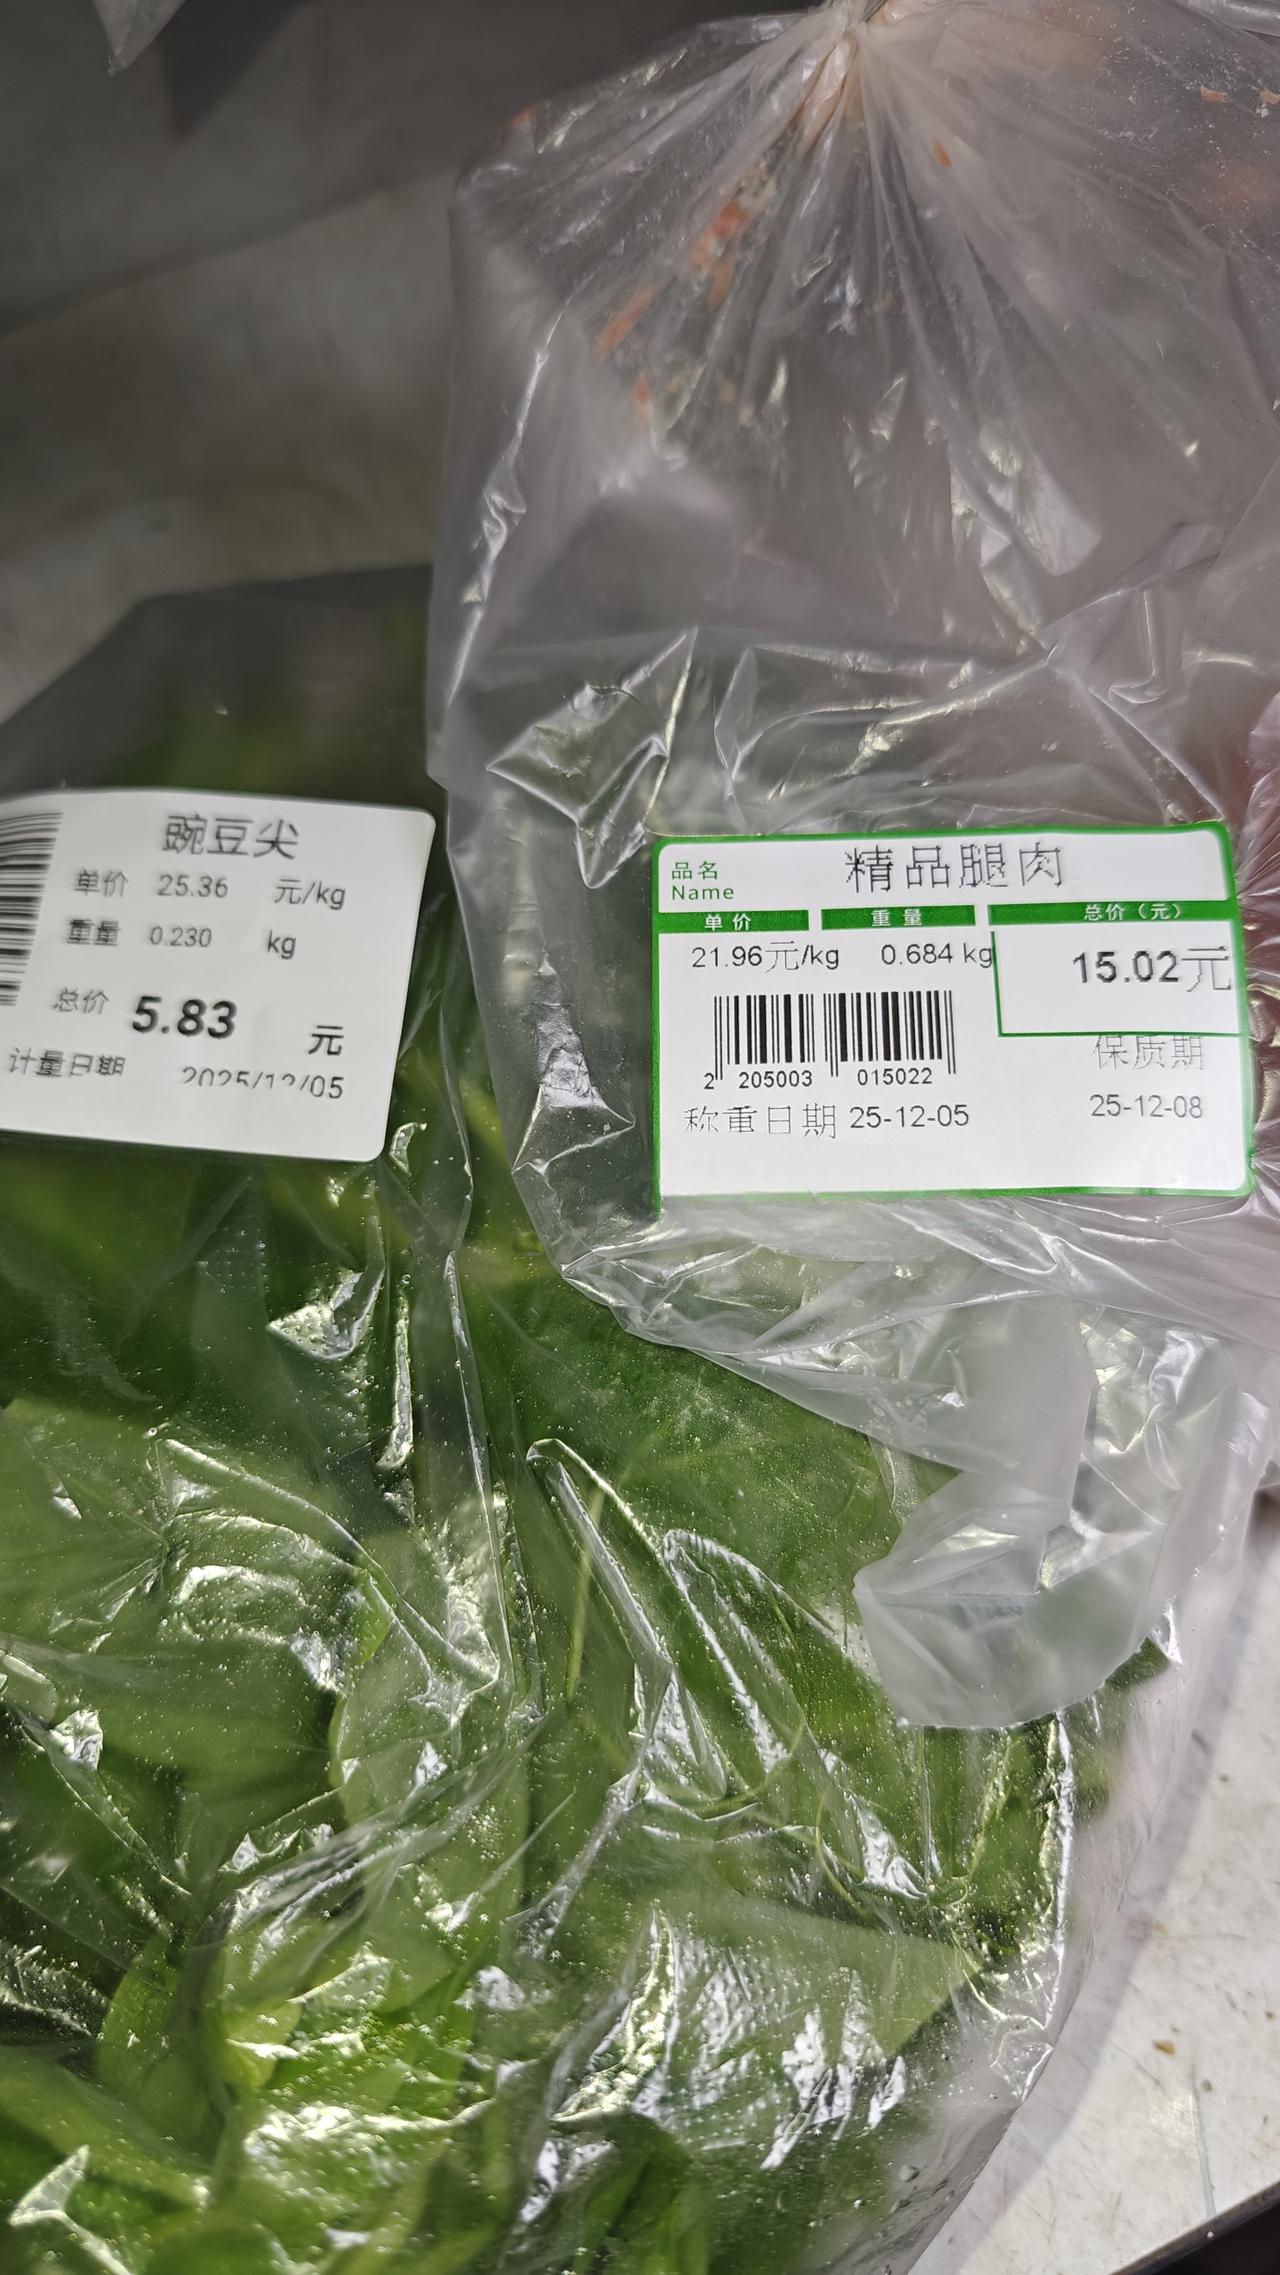 豌豆尖
单价 25.36 元/kg
重量 0.230 kg
总价 5.83 元
计量日期 2025/12/05
品名 精品腿肉
Name
单价 重量 总价（元）
21.96元/kg 0.684 kg 15.02元
2 205003 015022
保质期
称重日期 25-12-05 25-12-08